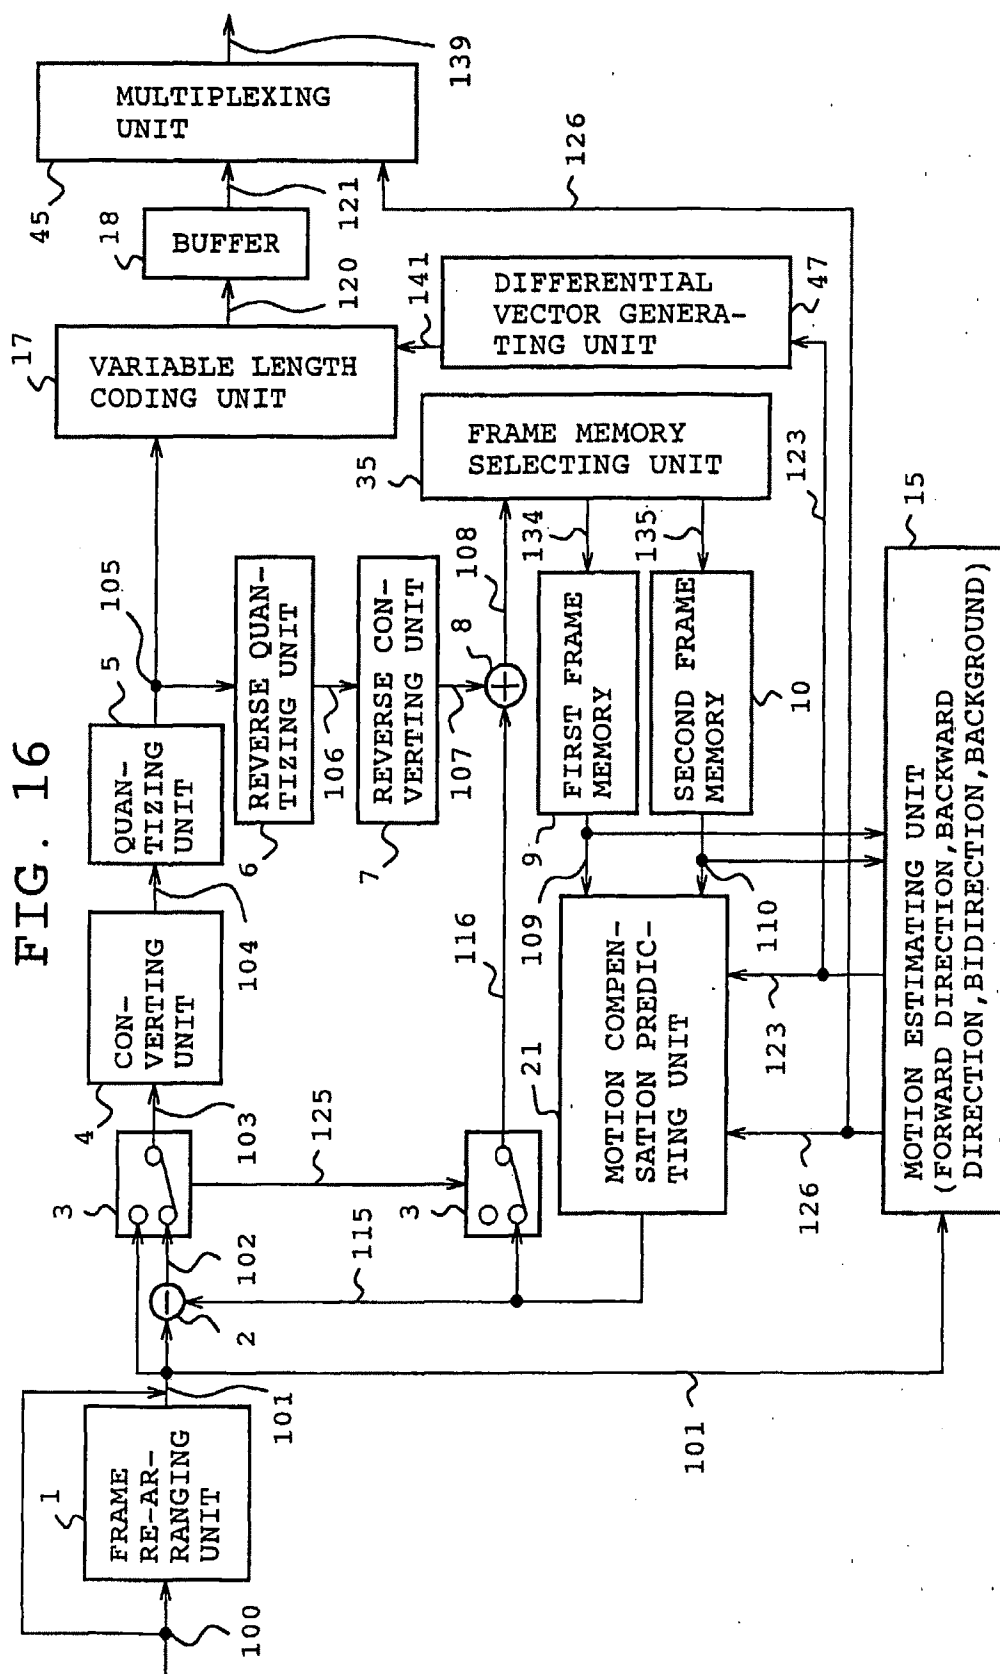 FIG. 16
100
1
FRAME
RE-AR-
RANGING
UNIT
101
101
2
102
115
3
125
3
103
4
CON-
VERTING
UNIT
104
5
QUAN-
TIZING
UNIT
105
6
REVERSE QUAN-
TIZING UNIT
106
7
REVERSE CON-
VERTING UNIT
107
8
108
116
17
VARIABLE LENGTH
CODING UNIT
120
18
BUFFER
121
45
MULTIPLEXING
UNIT
139
126
141
DIFFERENTIAL
VECTOR GENERA-
TING UNIT
47
35
FRAME MEMORY
SELECTING UNIT
134
135
9
FIRST FRAME
MEMORY
SECOND FRAME
MEMORY
10
109
110
21
MOTION COMPEN-
SATION PREDIC-
TING UNIT
123
123
126
15
MOTION ESTIMATING UNIT
(FORWARD DIRECTION,BACKWARD
DIRECTION,BIDIRECTION,BACKGROUND)